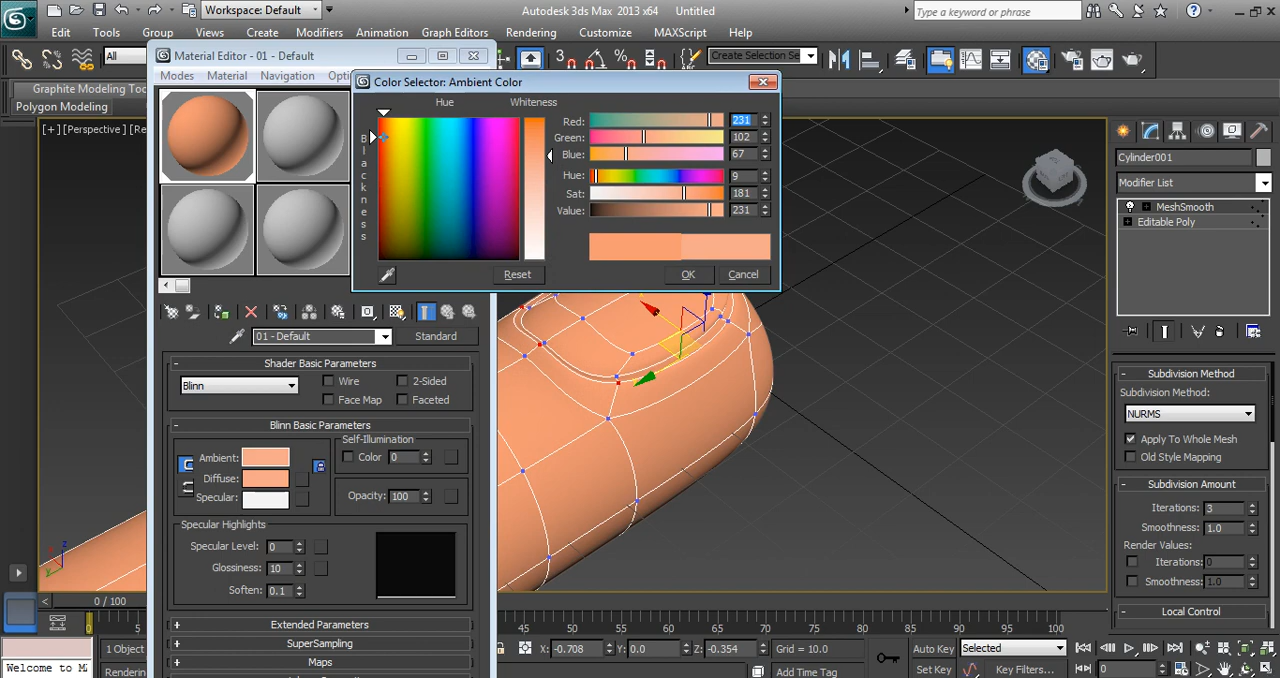 Workspace: Default
Autodesk 3ds Max 2013 x64 Untitled
Type a keyword or phrase
Edit Tools Group Views Create Modifiers Animation Graph Editors Rendering Customize MAXScript Help
All
Create Selection Se
Graphite Modeling Too
Polygon Modeling
[+] [Perspective] [Re
Material Editor - 01 - Default
Modes Material Navigation Opti
01 - Default
Standard
Shader Basic Parameters
Blinn
Wire
2-Sided
Face Map
Faceted
Blinn Basic Parameters
Self-Illumination
Ambient:
Color 0
Diffuse:
Specular:
Opacity: 100
Specular Highlights
Specular Level: 0
Glossiness: 10
Soften: 0.1
Extended Parameters
SuperSampling
Maps
Color Selector: Ambient Color
Hue
Whiteness
Blackness
Red: 231
Green: 102
Blue: 67
Hue: 9
Sat: 181
Value: 231
Reset
OK
Cancel
Cylinder001
Modifier List
MeshSmooth
Editable Poly
Subdivision Method
Subdivision Method:
NURMS
Apply To Whole Mesh
Old Style Mapping
Subdivision Amount
Iterations: 3
Smoothness: 1.0
Render Values:
Iterations: 0
Smoothness: 1.0
Local Control
z
x
y
0 / 100
0 5
45 50 55 60 65 70 75 80 85 90 95 100
1 Object
X: -0.708 Y: 0.0 Z: -0.354 Grid = 10.0
Auto Key
Selected
Welcome to M
Rendering
Add Time Tag
Set Key
Key Filters...
0